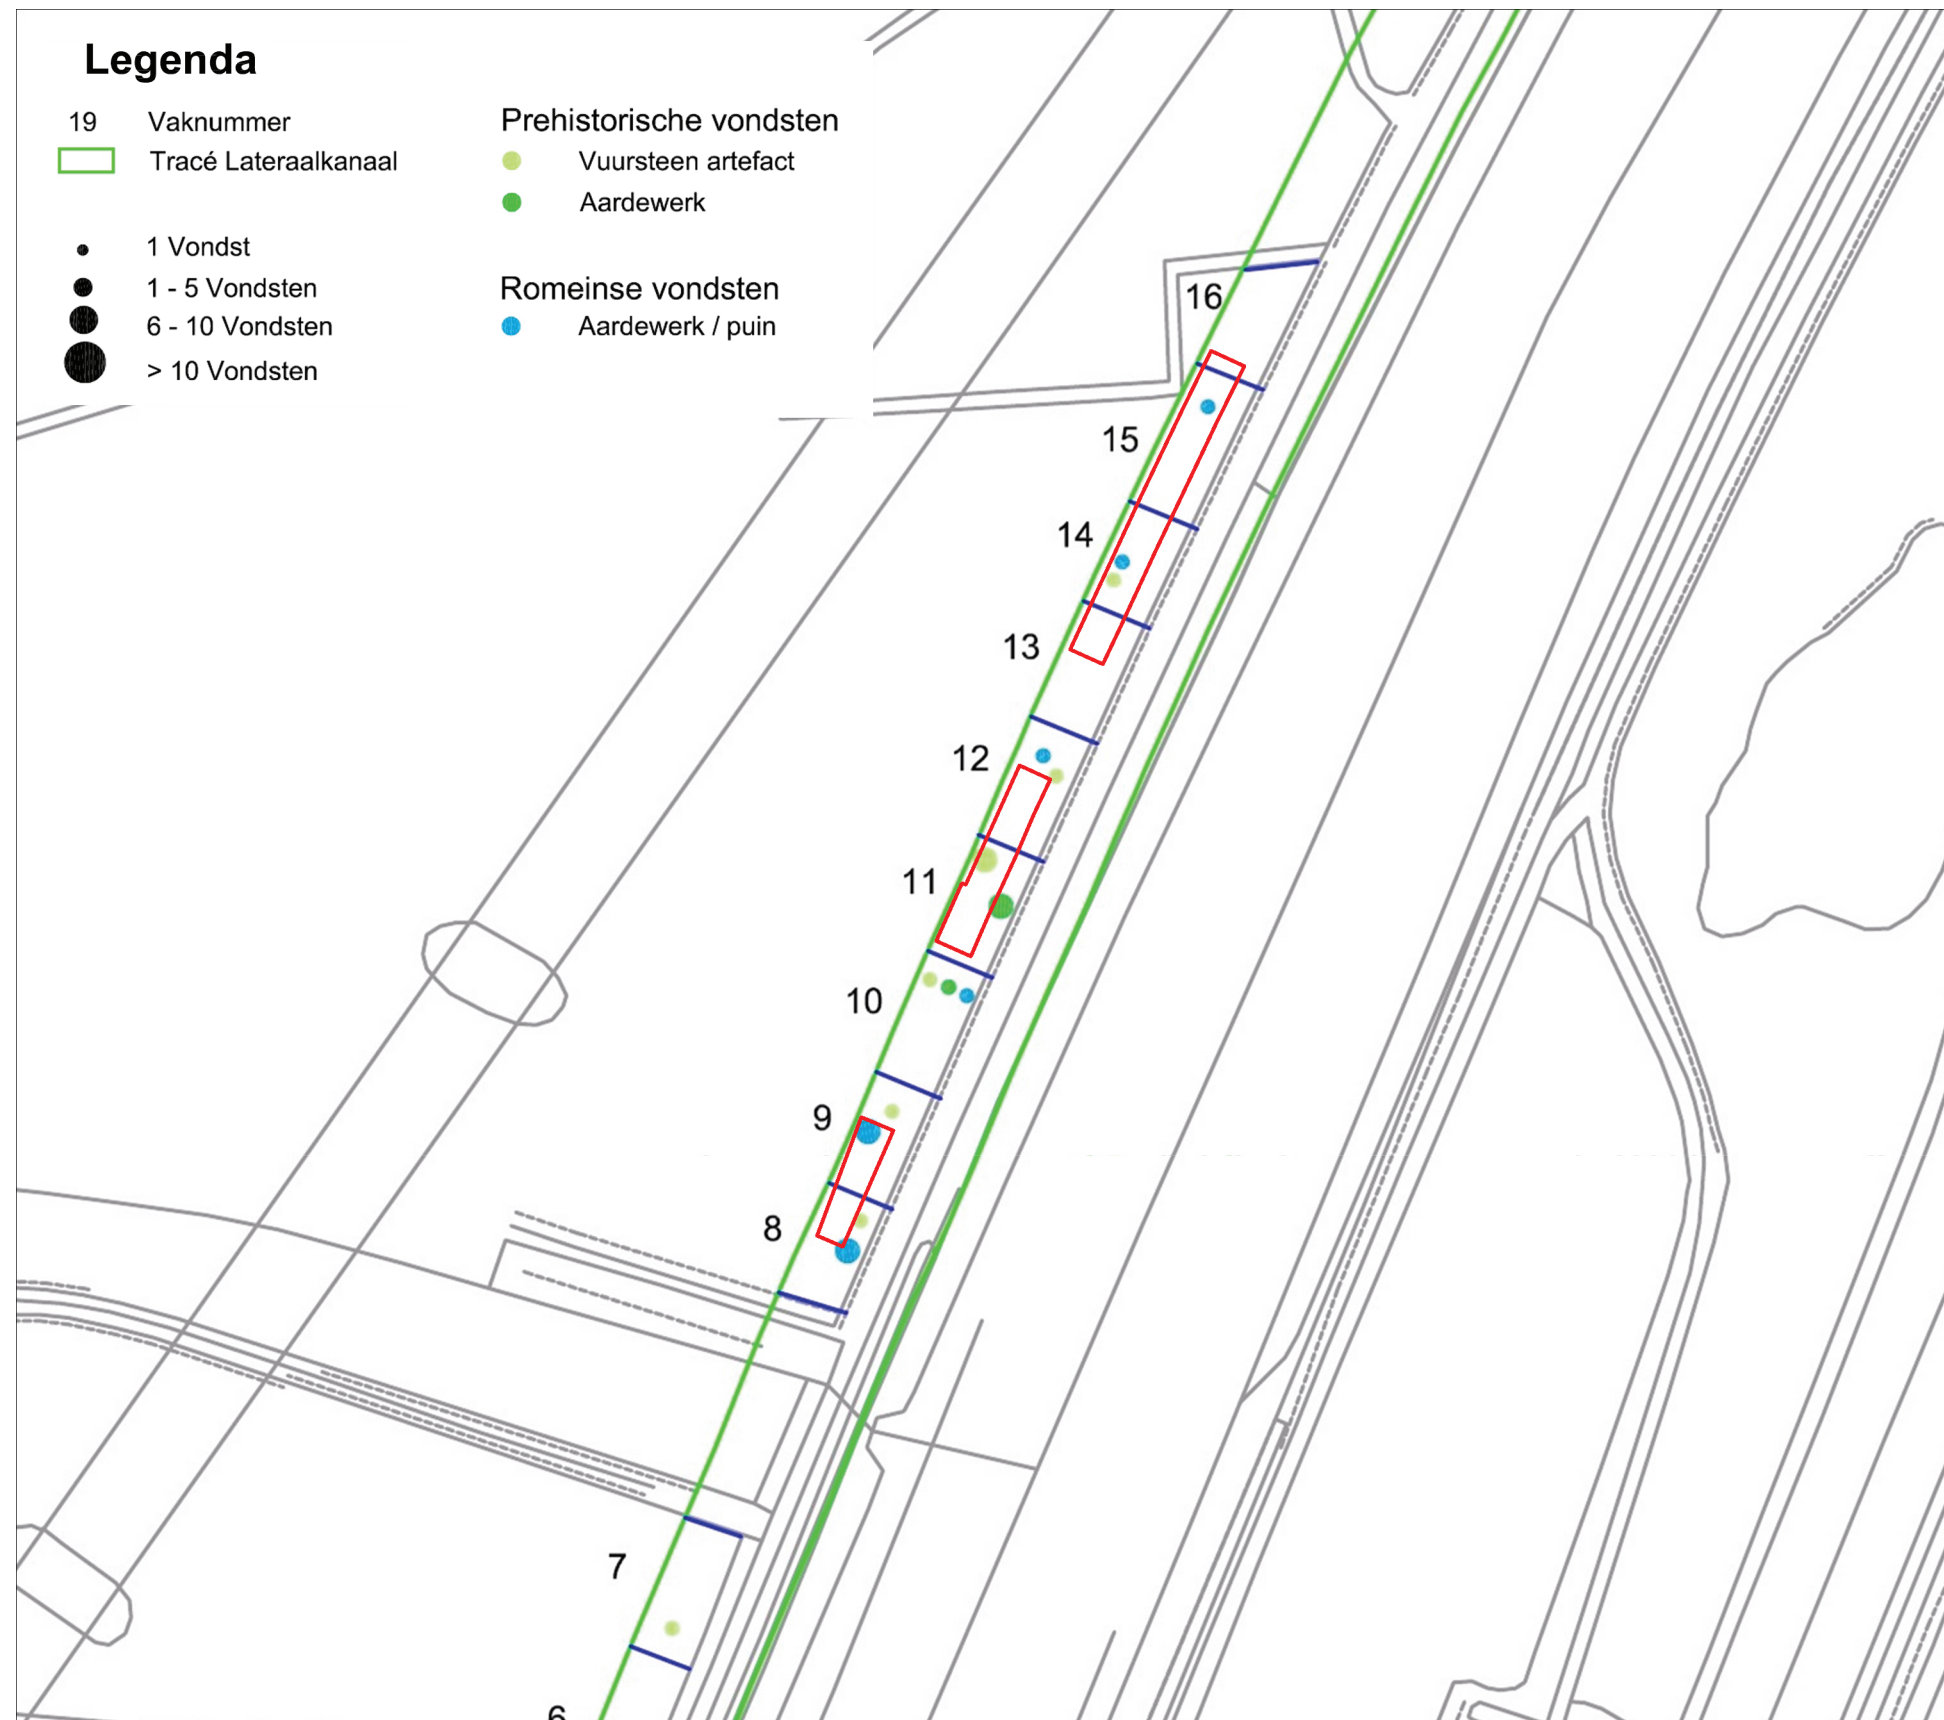 Legenda
19 Vaknummer
Tracé Lateraalkanaal
1 Vondst
1 - 5 Vondsten
6 - 10 Vondsten
> 10 Vondsten
Prehistorische vondsten
Vuursteen artefact
Aardewerk
Romeinse vondsten
Aardewerk / puin
16
15
14
13
12
11
10
9
8
7
6